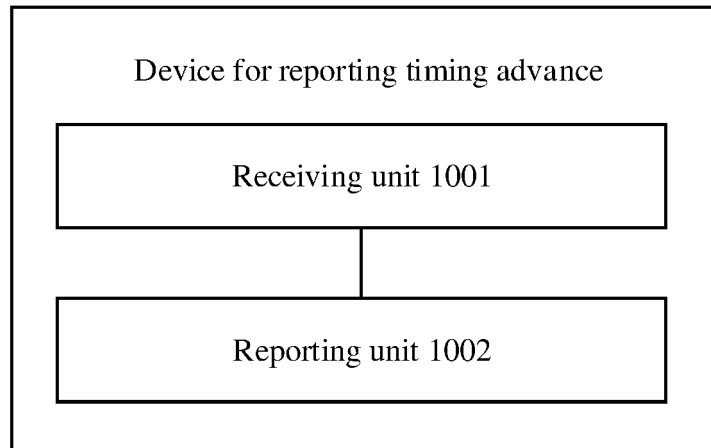 Device for reporting timing advance
Receiving unit 1001
Reporting unit 1002